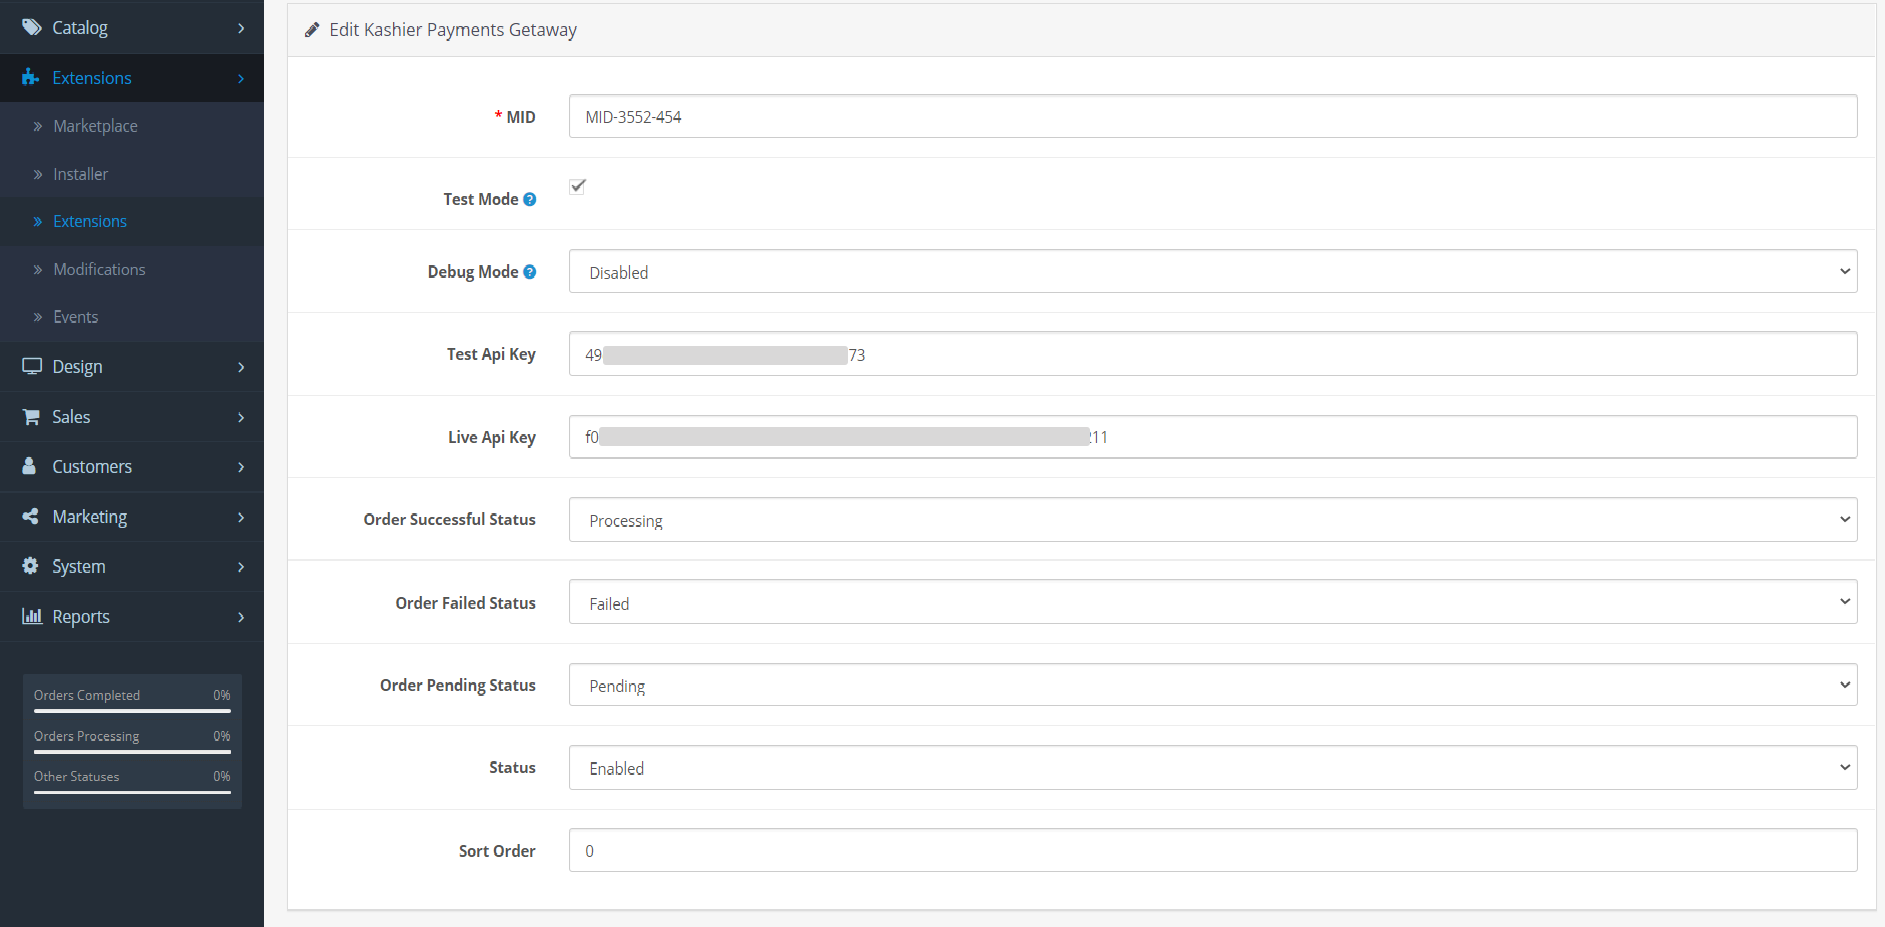 Catalog
Extensions
Marketplace
Installer
Extensions
Modifications
Events
Design
Sales
Customers
Marketing
System
Reports
Orders Completed 0%
Orders Processing 0%
Other Statuses 0%
Edit Kashier Payments Getaway
* MID MID-3552-454
Test Mode ?
Debug Mode ? Disabled
Test Api Key 49 73
Live Api Key f0 11
Order Successful Status Processing
Order Failed Status Failed
Order Pending Status Pending
Status Enabled
Sort Order 0